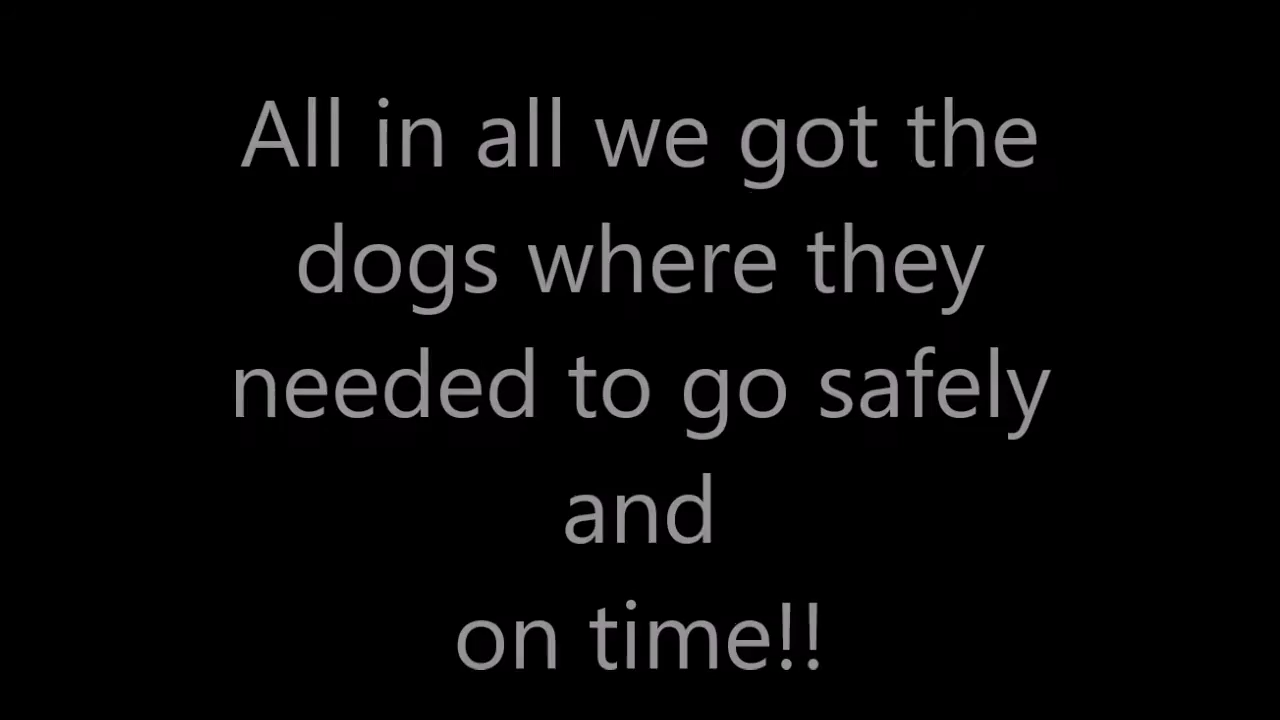 All in all we got the
dogs where they
needed to go safely
and
on time!!